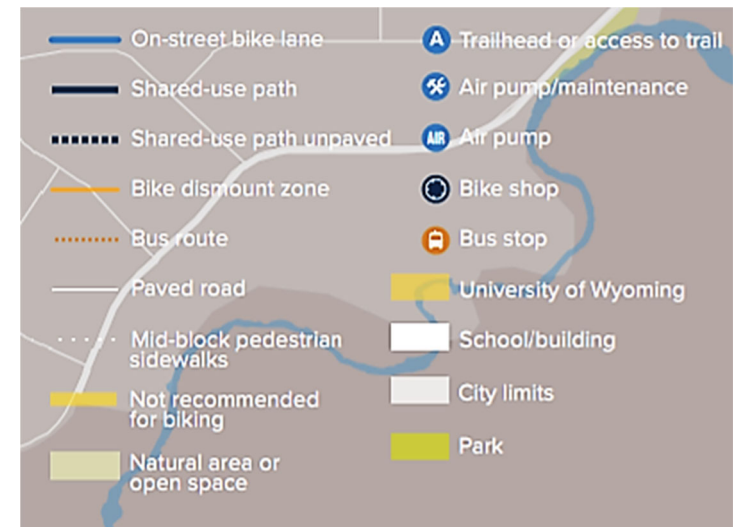 On-street bike lane
Shared-use path
Shared-use path unpaved
Bike dismount zone
Bus route
Paved road
Mid-block pedestrian
sidewalks
Not recommended
for biking
Natural area or
open space
A Trailhead or access to trail
Air pump/maintenance
AIR Air pump
Bike shop
Bus stop
University of Wyoming
School/building
City limits
Park